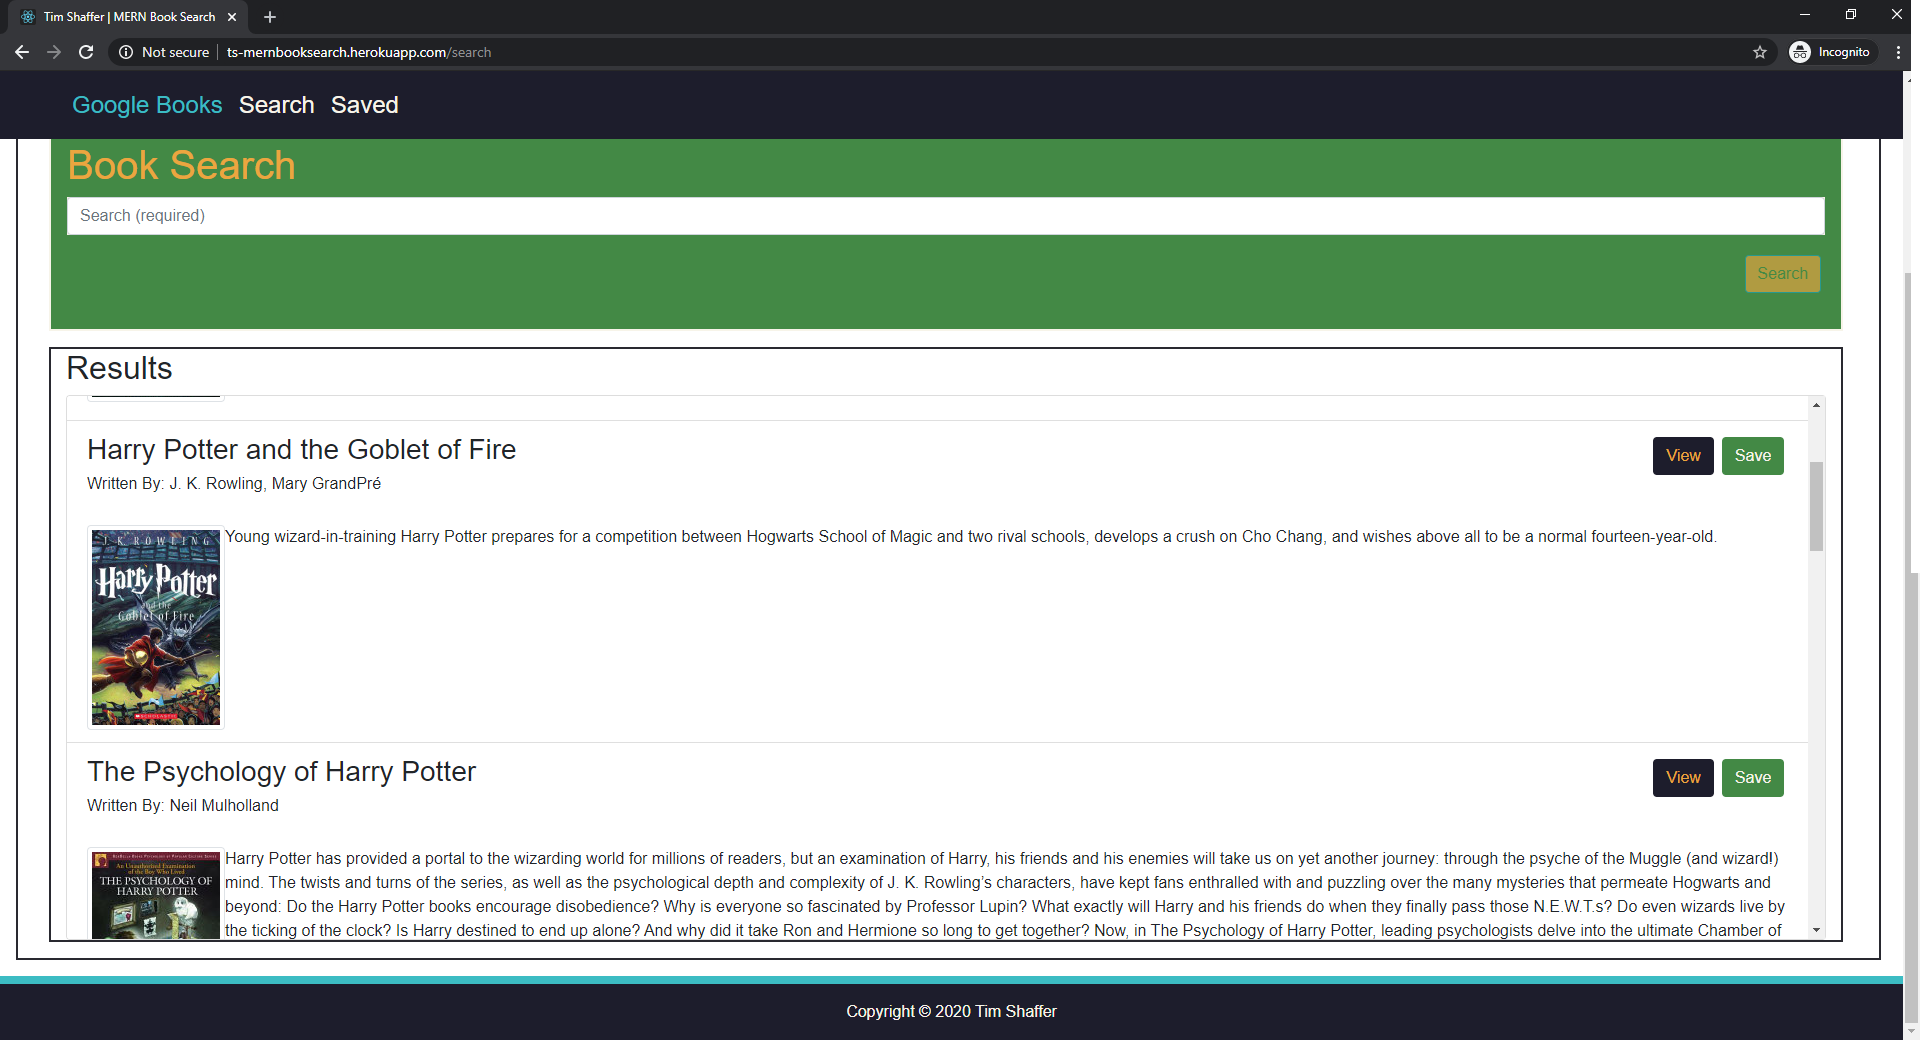 Tim Shaffer | MERN Book Search
Not secure
ts-mernbooksearch.herokuapp.com/search
Incognito
Google Books Search Saved
Book Search
Search (required)
Search
Results
Harry Potter and the Goblet of Fire
View Save
Written By: J. K. Rowling, Mary GrandPré
Young wizard-in-training Harry Potter prepares for a competition between Hogwarts School of Magic and two rival schools, develops a crush on Cho Chang, and wishes above all to be a normal fourteen-year-old.
J. K. ROWLING
Harry Potter
and the
Goblet of Fire
SCHOLASTIC
The Psychology of Harry Potter
View Save
Written By: Neil Mulholland
An Unauthorized Examination
of the Boy Who Lived
THE PSYCHOLOGY OF
HARRY POTTER
Harry Potter has provided a portal to the wizarding world for millions of readers, but an examination of Harry, his friends and his enemies will take us on yet another journey: through the psyche of the Muggle (and wizard!)
mind. The twists and turns of the series, as well as the psychological depth and complexity of J. K. Rowling’s characters, have kept fans enthralled with and puzzling over the many mysteries that permeate Hogwarts and
beyond: Do the Harry Potter books encourage disobedience? Why is everyone so fascinated by Professor Lupin? What exactly will Harry and his friends do when they finally pass those N.E.W.T.s? Do even wizards live by
the ticking of the clock? Is Harry destined to end up alone? And why did it take Ron and Hermione so long to get together? Now, in The Psychology of Harry Potter, leading psychologists delve into the ultimate Chamber of
Copyright © 2020 Tim Shaffer